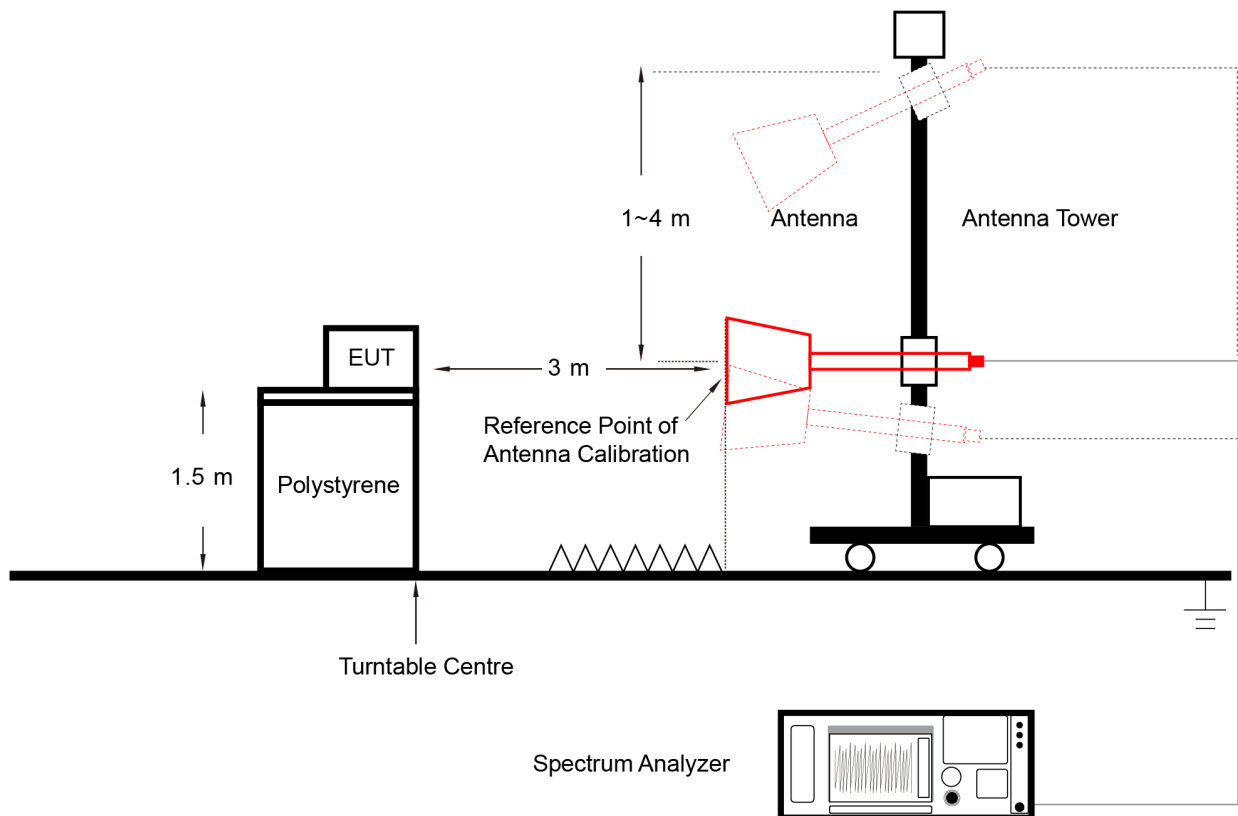 1~4 m
Antenna
Antenna Tower
EUT
3 m
Reference Point of
Antenna Calibration
1.5 m
Polystyrene
Turntable Centre
Spectrum Analyzer